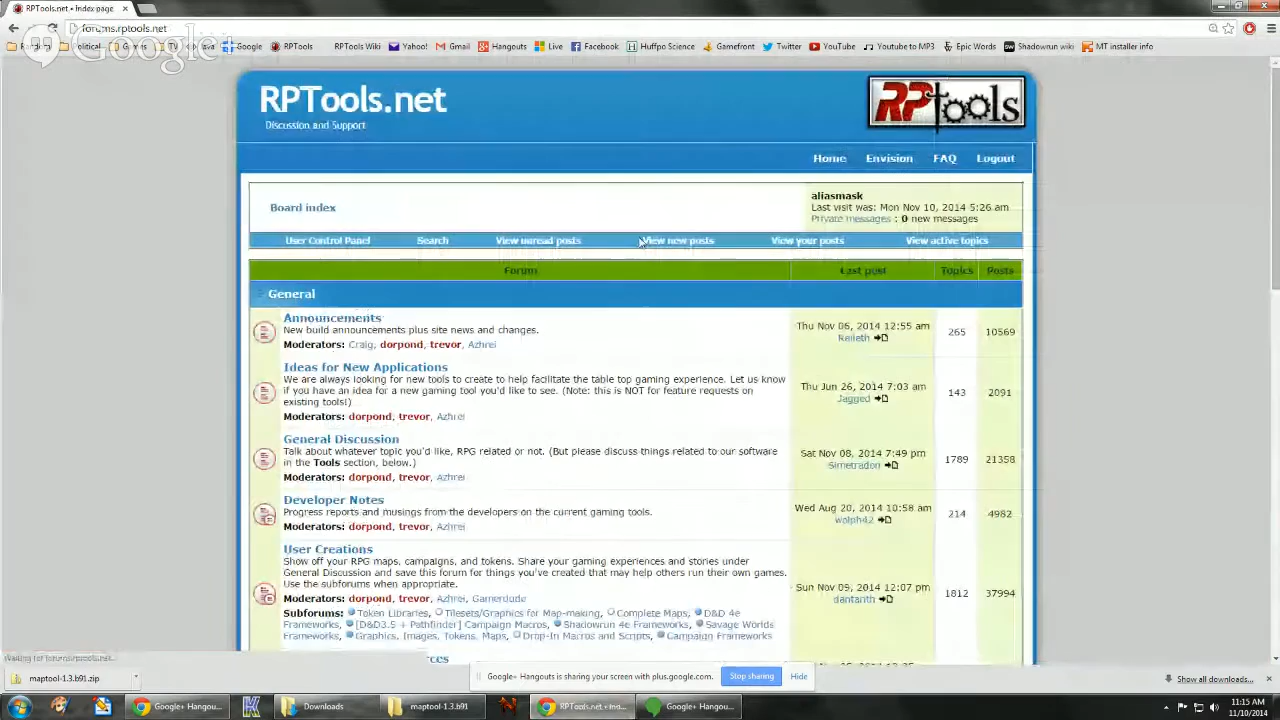 RPTools.net • Index page
forums.rptools.net
Google+
Political
Google
RPTools
RPTools Wiki
Yahoo!
Gmail
Hangouts
Live
Facebook
Huffpo Science
Gamefront
Twitter
YouTube
Youtube to MP3
Epic Words
Shadowrun wiki
MT installer info
RPTools.net
Discussion and Support
RPtools
Home Envision FAQ Logout
Board index
aliasmask
Last visit was: Mon Nov 10, 2014 5:26 am
Private messages : 0 new messages
User Control Panel Search View unread posts View new posts View your posts View active topics
Forum Last post Topics Posts
General
Announcements
New build announcements plus site news and changes.
Moderators: Craig, dorpond, trevor, Azhrei
Thu Nov 06, 2014 12:55 am
Raileth
265 10569
Ideas for New Applications
We are always looking for new tools to create to help facilitate the table top gaming experience. Let us know
if you have an idea for a new gaming tool you'd like to see. (Note: this is NOT for feature requests on
existing tools!)
Moderators: dorpond, trevor, Azhrei
Thu Jun 26, 2014 7:03 am
Jagged
143 2091
General Discussion
Talk about whatever topic you'd like, RPG related or not. (But please discuss things related to our software
in the Tools section, below.)
Moderators: dorpond, trevor, Azhrei
Sat Nov 08, 2014 7:49 pm
Simetradon
1789 21358
Developer Notes
Progress reports and musings from the developers on the current gaming tools.
Moderators: dorpond, trevor, Azhrei
Wed Aug 20, 2014 10:58 am
wolph42
214 4982
User Creations
Show off your RPG maps, campaigns, and tokens. Share your gaming experiences and stories under
General Discussion and save this forum for things you've created that may help others run their own games.
Use the subforums when appropriate.
Moderators: dorpond, trevor, Azhrei, Gamerdude
Subforums: Token Libraries, Tilesets/Graphics for Map-making, Complete Maps, D&D 4e
Frameworks, [D&D3.5 + Pathfinder] Campaign Macros, Shadowrun 4e Frameworks, Savage Worlds
Frameworks, Graphics, Images, Tokens, Maps, Drop-In Macros and Scripts, Campaign Frameworks
Sun Nov 09, 2014 12:07 pm
dantarith
1812 37994
Waiting for forums.rptools.net...
maptool-1.3.b91.zip
Google+ Hangouts is sharing your screen with plus.google.com.
Stop sharing
Hide
Show all downloads...
Google+ Hangou...
Downloads
maptool-1.3.b91
RPTools.net • In...
Google+ Hangou...
11:15 AM
11/10/2014